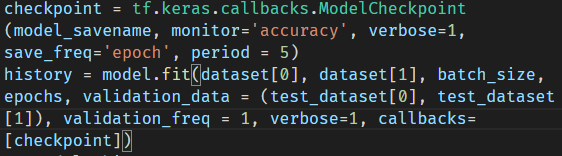 checkpoint = tf.keras.callbacks.ModelCheckpoint
(model_savename, monitor='accuracy', verbose=1,
save_freq='epoch', period = 5)
history = model.fit(dataset[0], dataset[1], batch_size,
epochs, validation_data = (test_dataset[0], test_dataset
[1]), validation_freq = 1, verbose=1, callbacks=
[checkpoint])